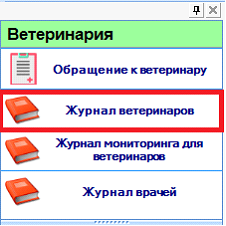 Ветеринария
Обращение к ветеринару
Журнал ветеринаров
Журнал мониторинга для
ветеринаров
Журнал врачей